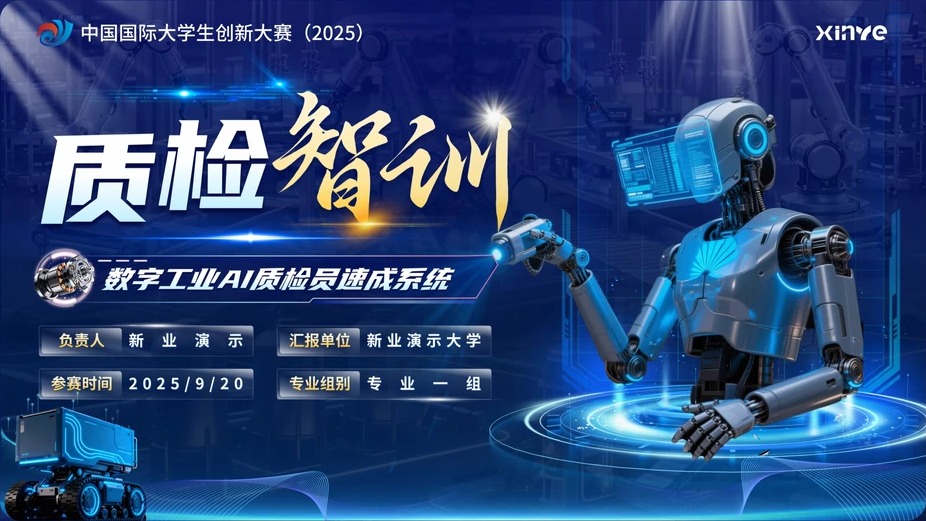 中国国际大学生创新大赛（2025）
xinye
质检智训
数字工业AI质检员速成系统
负责人 新业演示
汇报单位 新业演示大学
参赛时间 2025/9/20
专业组别 专业一组